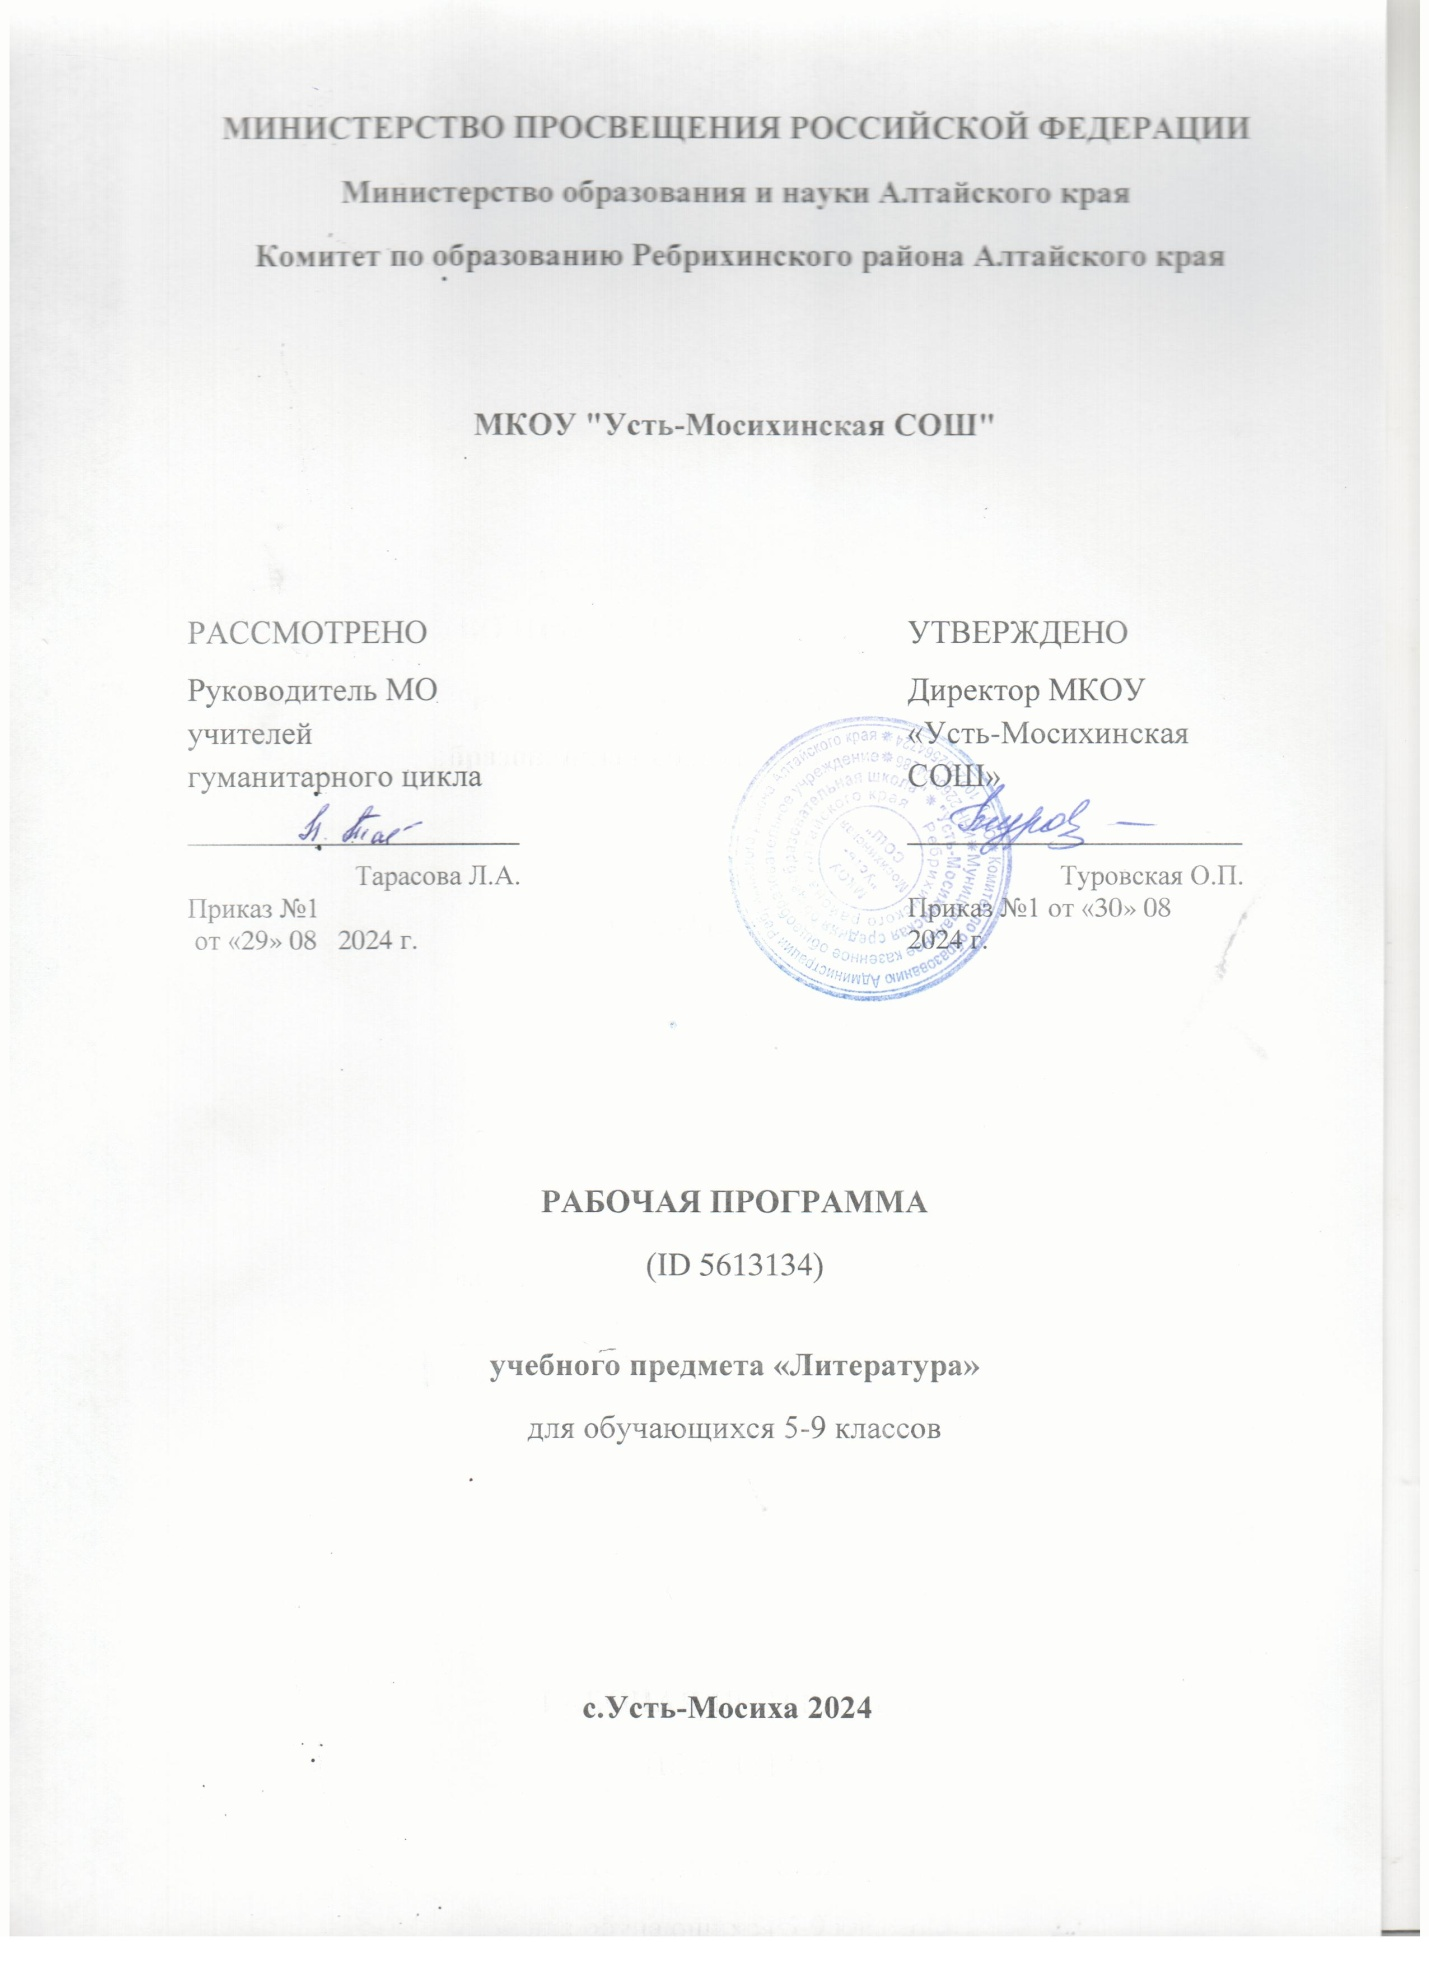 МИНИСТЕРСТВО ПРОСВЕЩЕНИЯ РОССИЙСКОЙ ФЕДЕРАЦИИ
Министерство образования и науки Алтайского края
Комитет по образованию Ребрихинского района Алтайского края
МКОУ "Усть-Мосихинская СОШ"
РАССМОТРЕНО
Руководитель МО
учителей
гуманитарного цикла
Тарасова Л.А.
Приказ №1
от «29» 08 2024 г.
УТВЕРЖДЕНО
Директор МКОУ
«Усть-Мосихинская
СОШ»
Туровская О.П.
Приказ №1 от «30» 08
2024 г.
РАБОЧАЯ ПРОГРАММА
(ID 5613134)
учебного предмета «Литература»
для обучающихся 5-9 классов
с.Усть-Мосиха 2024